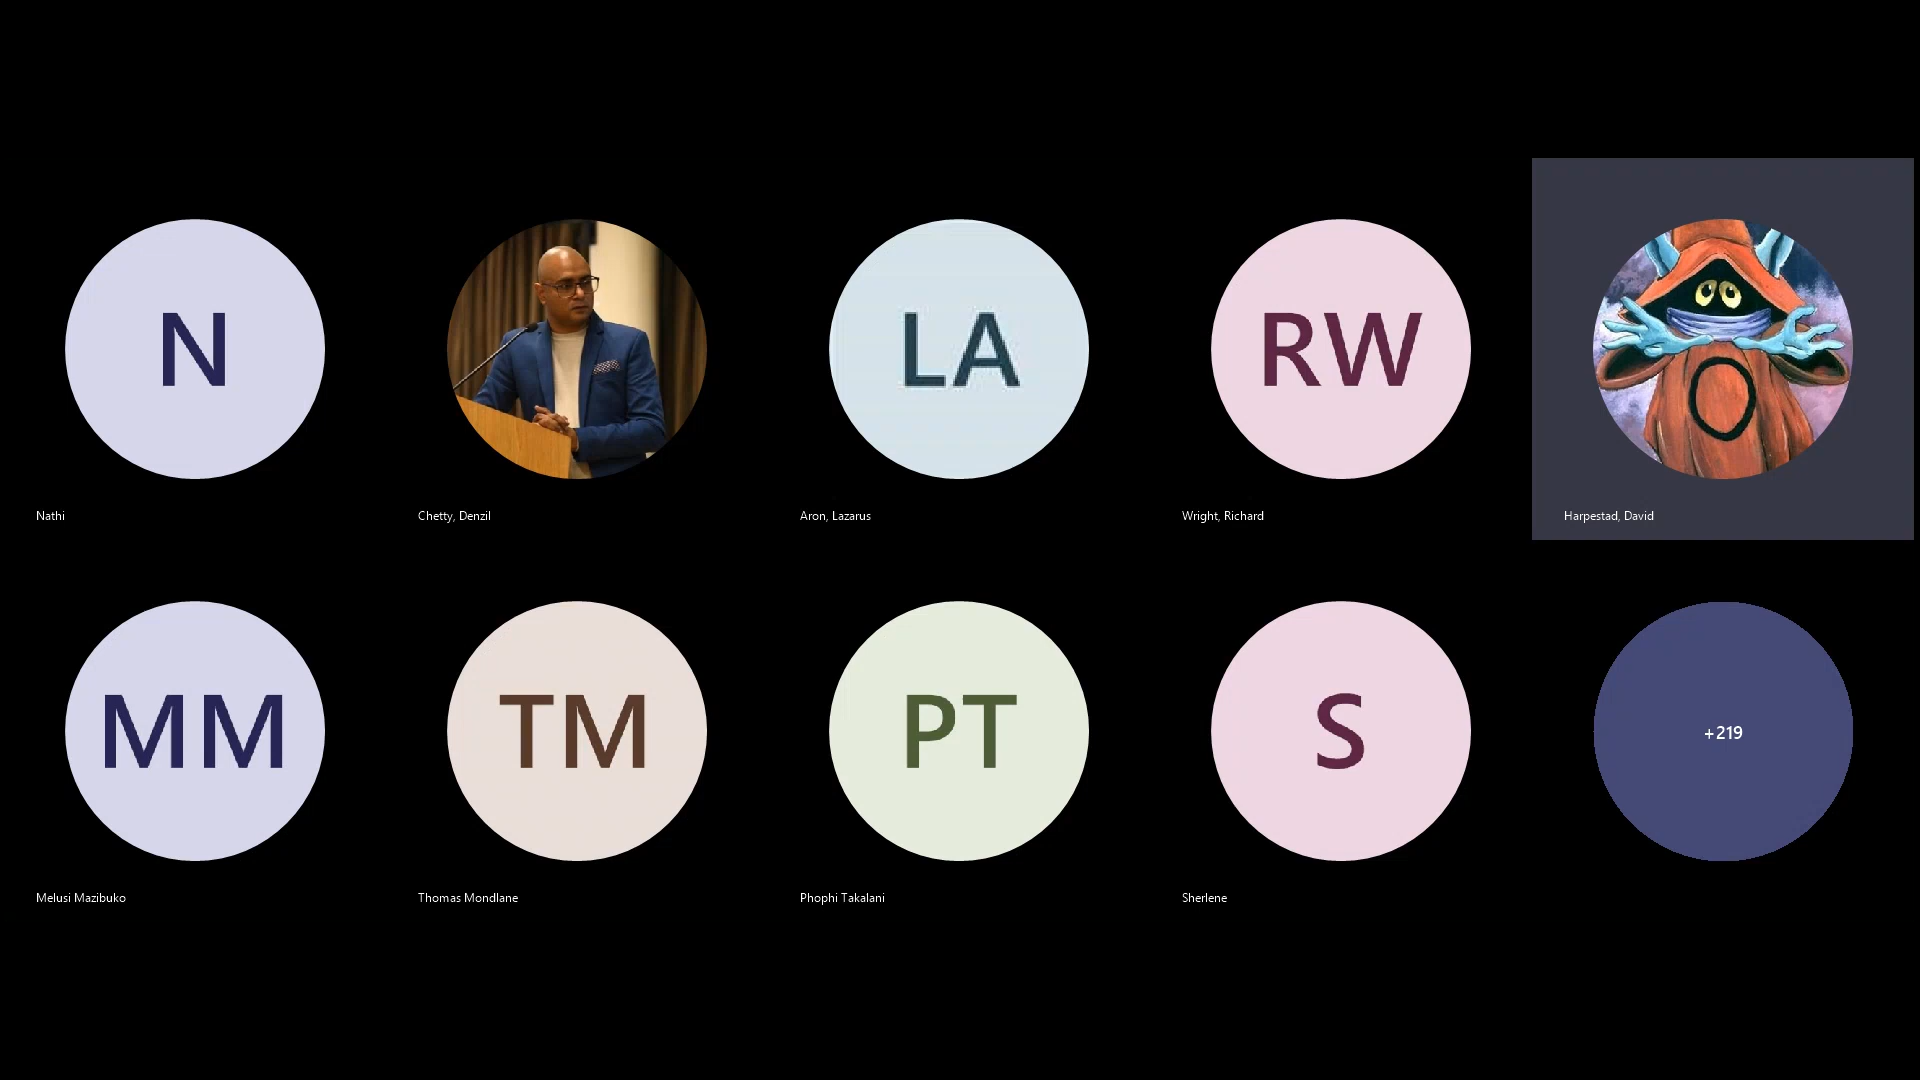 N
LA
RW
Nathi
Chetty, Denzil
Aron, Lazarus
Wright, Richard
Harpestad, David
MM
TM
PT
S
+219
Melusi Mazibuko
Thomas Mondlane
Phophi Takalani
Sherlene